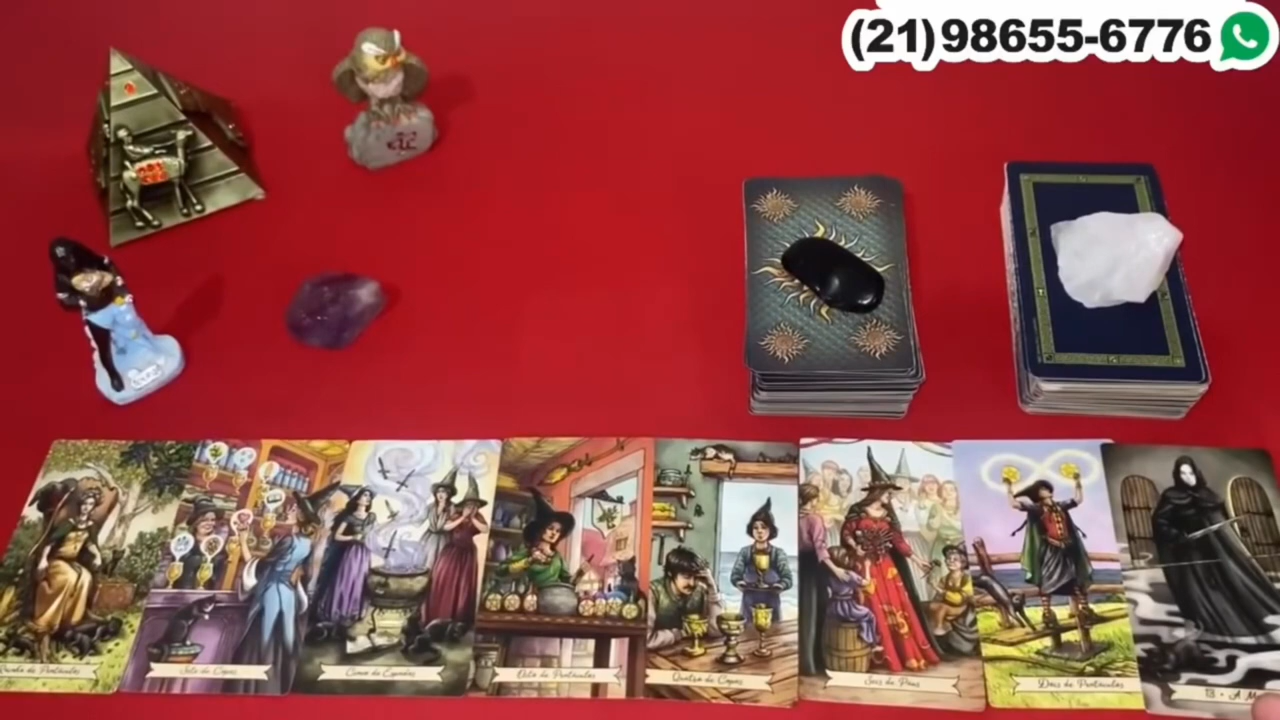 (21)98655-6776
Rainha de Pentáculos
Sete de Copas
Cinco de Espadas
Oito de Pentáculos
Quatro de Copas
Seis de Paus
Dois de Pentáculos
13 • A M